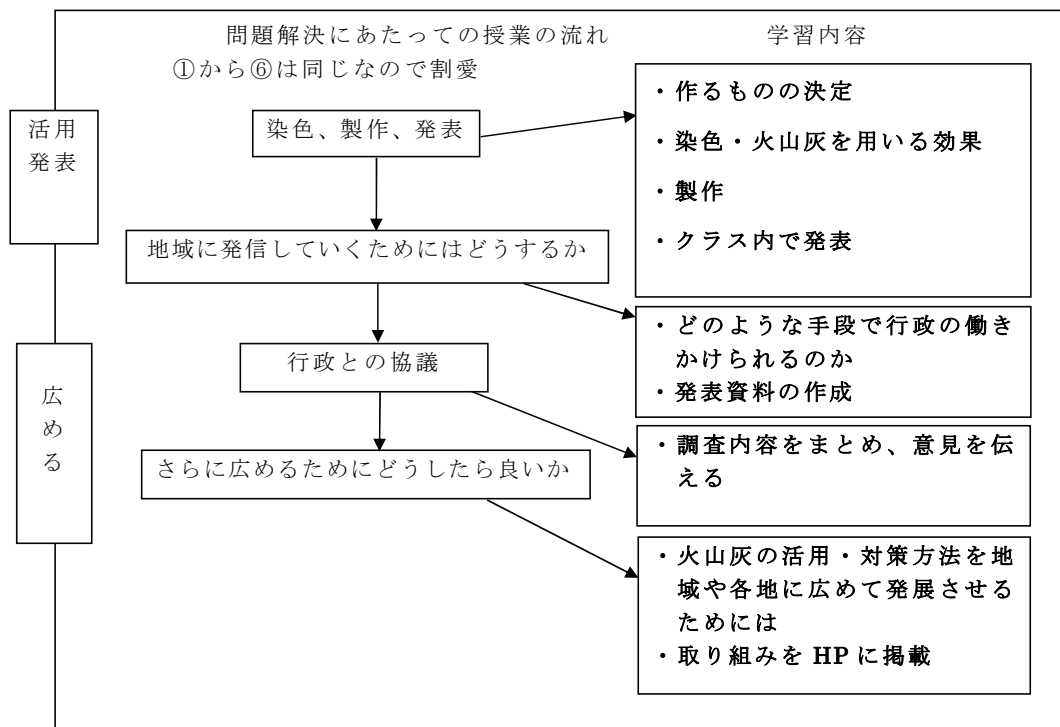 問題解決にあたっての授業の流れ
学習内容
①から⑥は同じなので割愛
活用
発表
染色、製作、発表
・作るものの決定
・染色・火山灰を用いる効果
・製作
・クラス内で発表
地域に発信していくためにはどうするか
・どのような手段で行政の働き
かけられるのか
・発表資料の作成
広
め
る
行政との協議
・調査内容をまとめ、意見を伝
える
さらに広めるためにどうしたら良いか
・火山灰の活用・対策方法を地
域や各地に広めて発展させる
ためには
・取り組みを HP に掲載